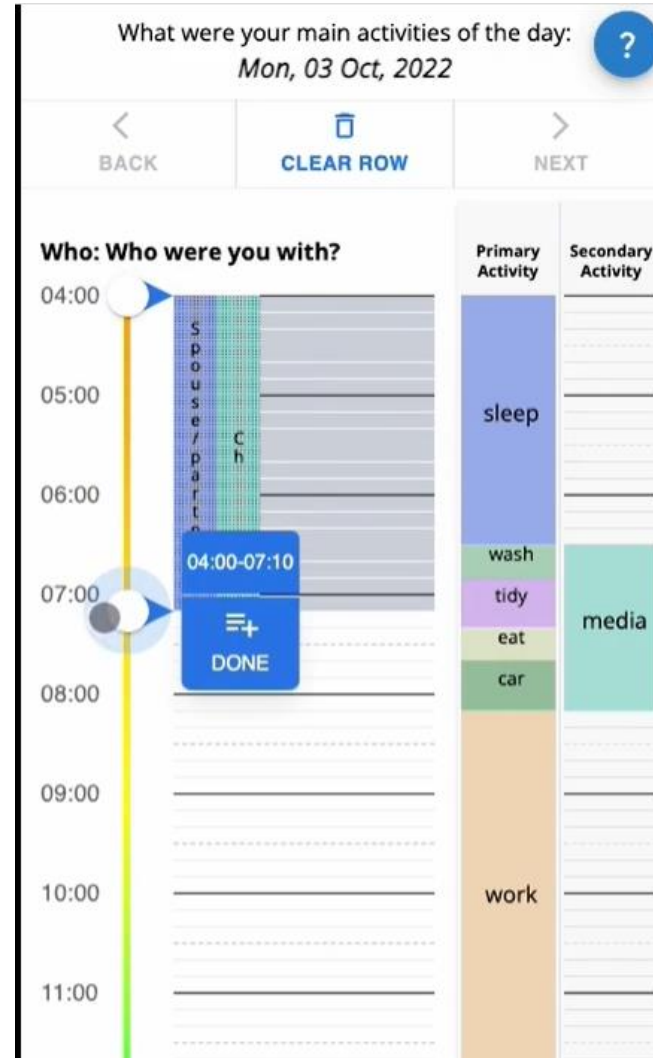 What were your main activities of the day:
Mon, 03 Oct, 2022
?
BACK
CLEAR ROW
NEXT
Who: Who were you with?
Primary Activity
Secondary Activity
04:00
05:00
06:00
07:00
08:00
09:00
10:00
11:00
Spouse/partn
Ch
04:00-07:10
DONE
sleep
wash
tidy
eat
car
work
media